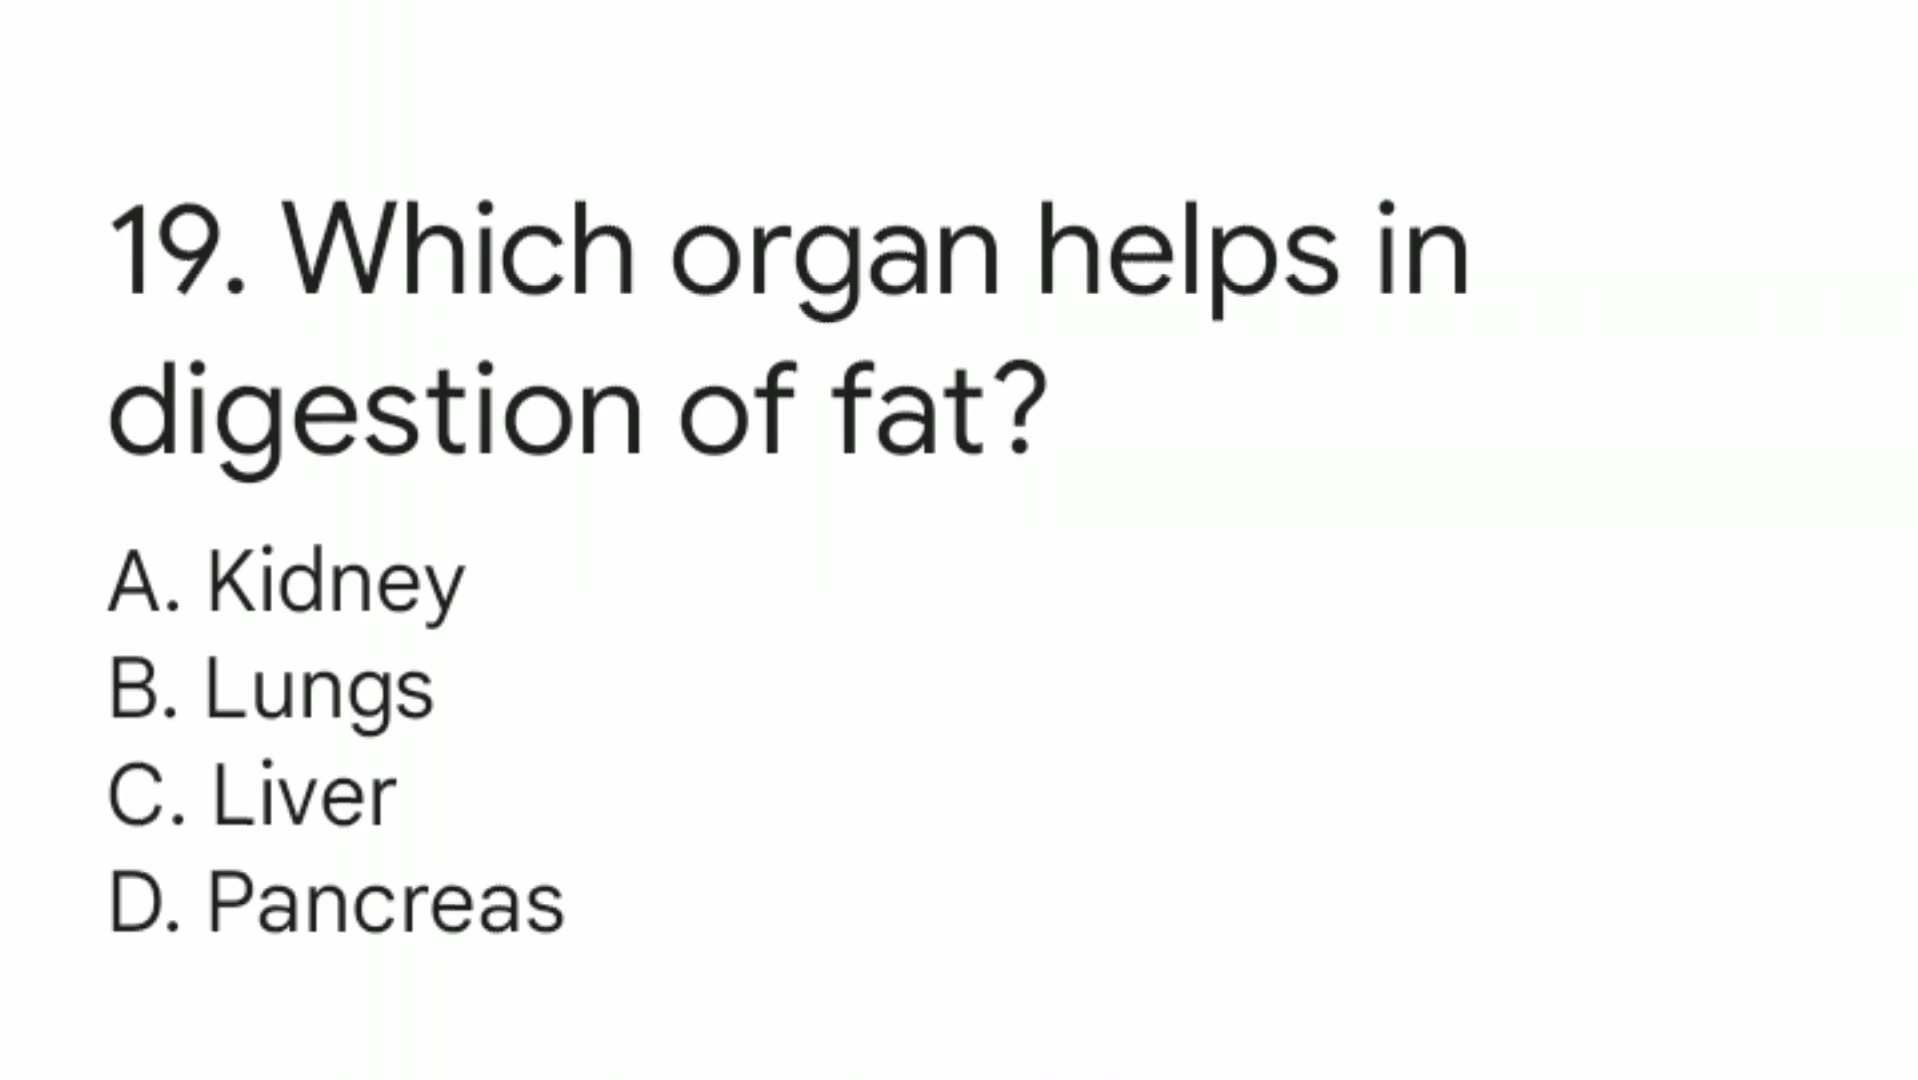 19. Which organ helps in
digestion of fat?
A. Kidney
B. Lungs
C. Liver
D. Pancreas